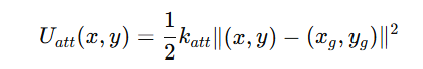 $U_{att}(x, y) = \frac{1}{2} k_{att} \|(x, y) - (x_g, y_g)\|^2$